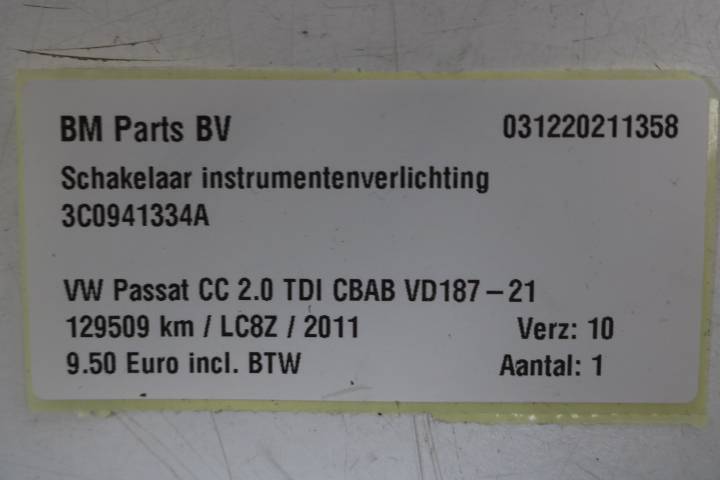 BM Parts BV 031220211358
Schakelaar instrumentenverlichting
3C0941334A
VW Passat CC 2.0 TDI CBAB VD187 – 21
129509 km / LC8Z / 2011 Verz: 10
9.50 Euro incl. BTW Aantal: 1